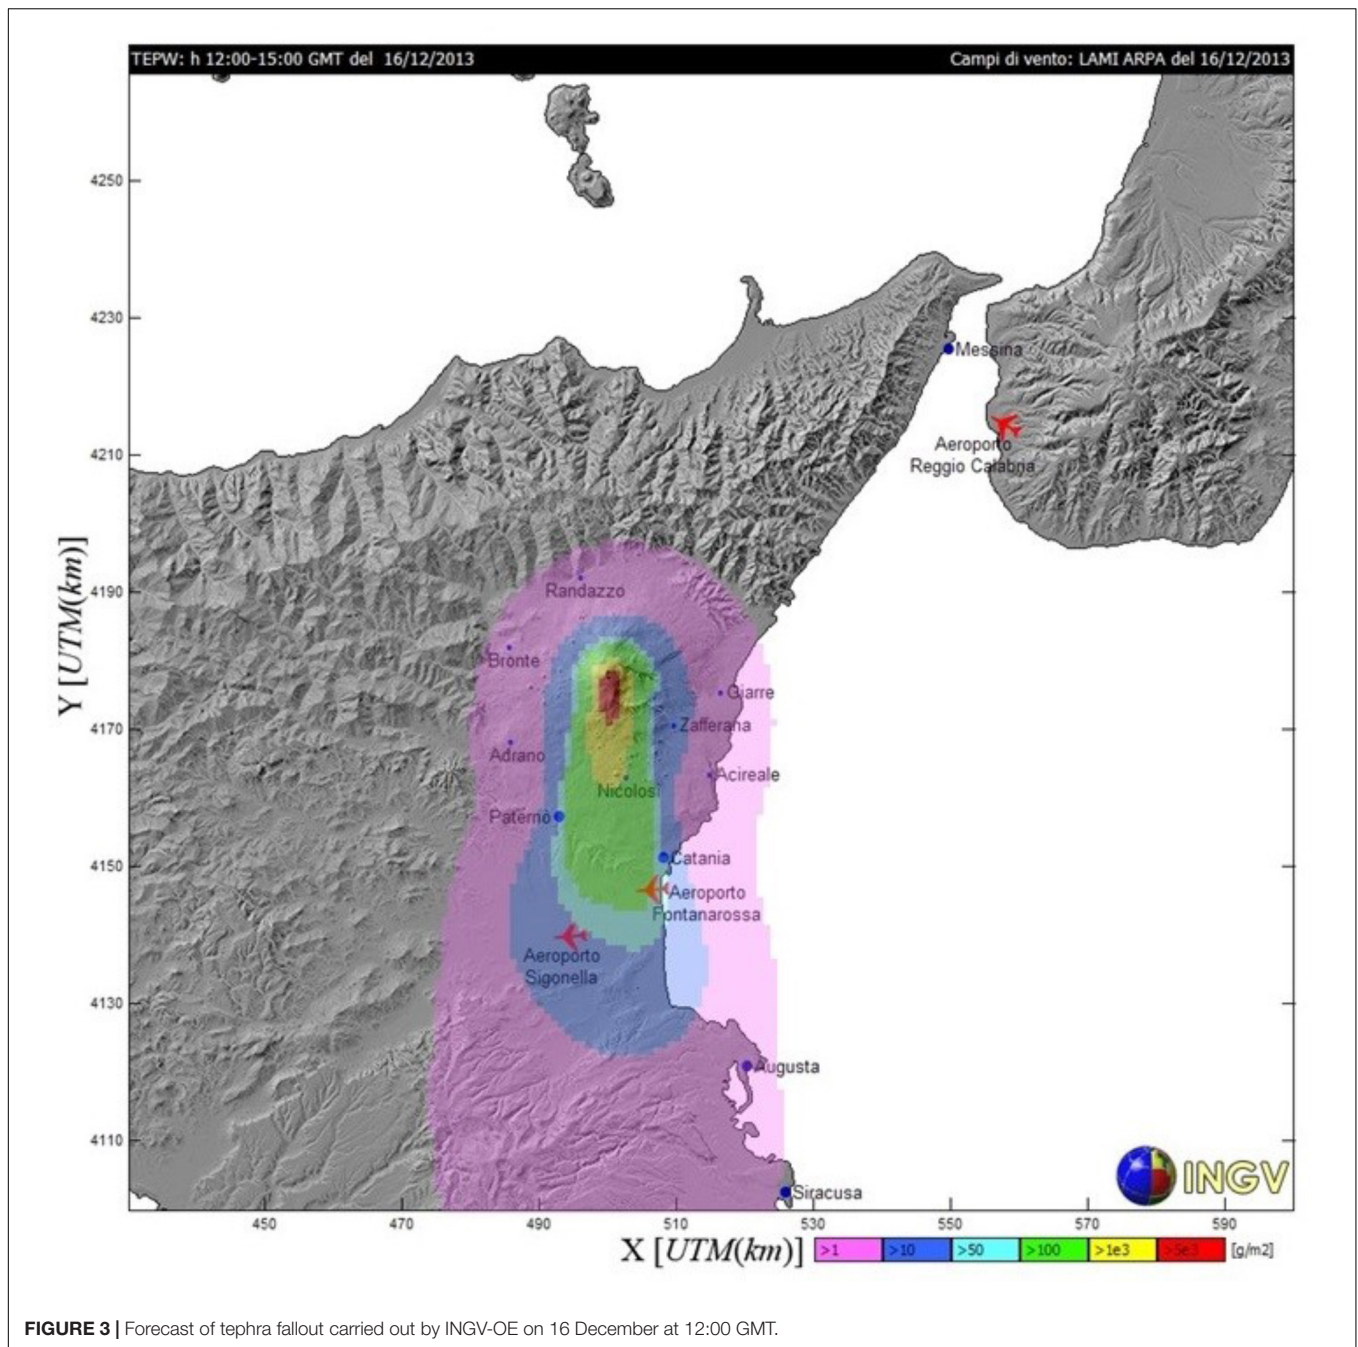 TEPW: h 12:00-15:00 GMT del 16/12/2013
Campi di vento: LAMI ARPA del 16/12/2013
4250
4230
4210
4190
4170
4150
4130
4110
Y [UTM(km)]
Messina
Aeroporto
Reggio Calabria
Randazzo
Bronte
Giarre
Zafferana
Adrano
Acireale
Nicolosi
Paternò
Catania
Aeroporto
Fontanarossa
Aeroporto
Sigonella
Augusta
Siracusa
INGV
450
470
490
510
530
550
570
590
X [UTM(km)]
>1
>10
>50
>100
>1e3
>5e3
[g/m2]
FIGURE 3 | Forecast of tephra fallout carried out by INGV-OE on 16 December at 12:00 GMT.